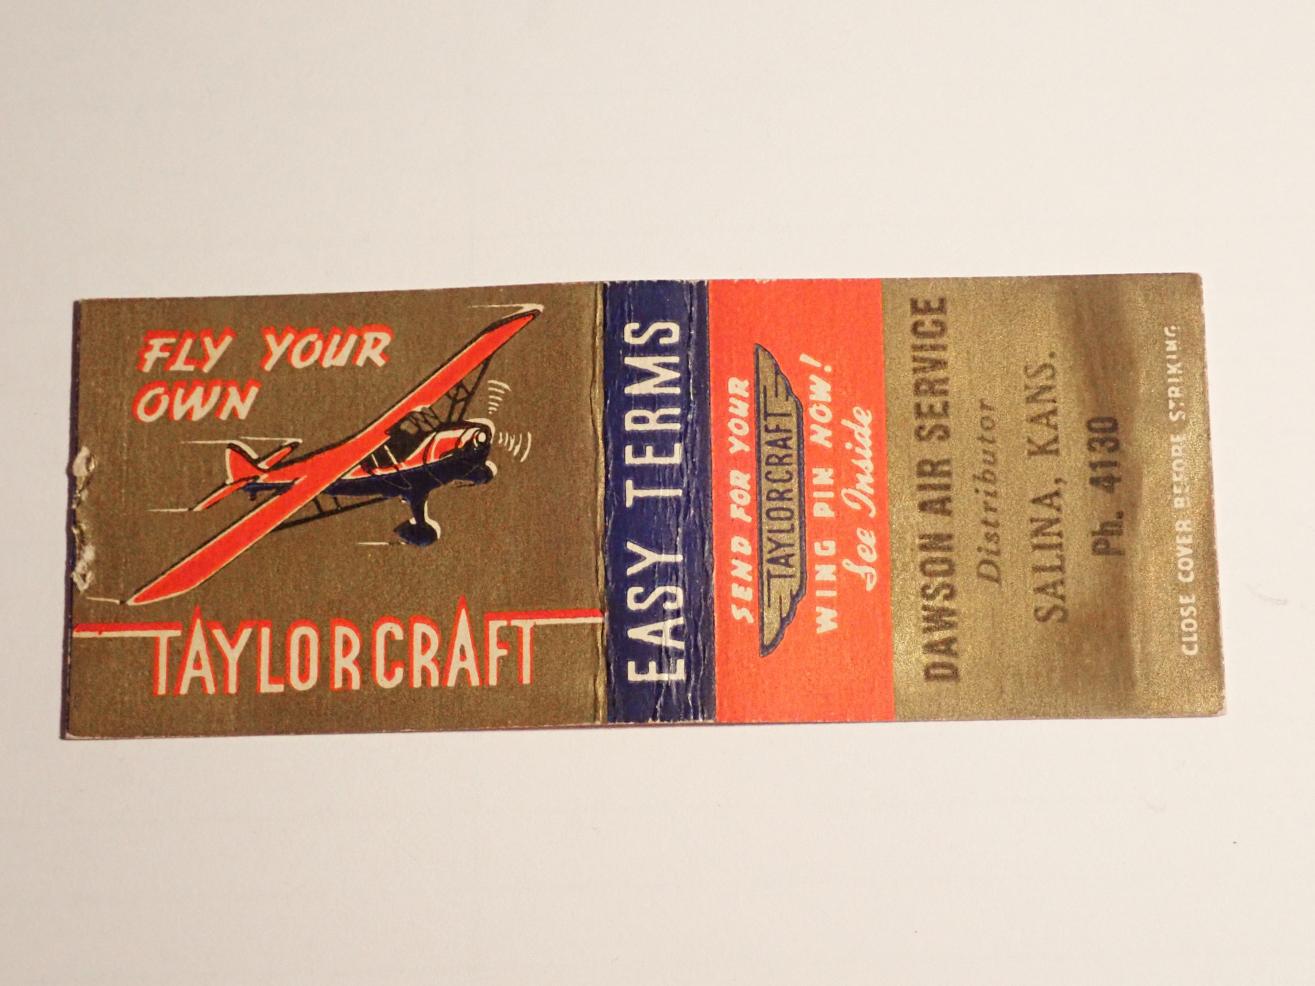 FLY YOUR
OWN
TAYLORCRAFT
EASY TERMS
SEND FOR YOUR
TAYLORCRAFT
WING PIN NOW!
See Inside
DAWSON AIR SERVICE
Distributor
SALINA, KANS.
Ph. 4130
CLOSE COVER BEFORE STRIKING